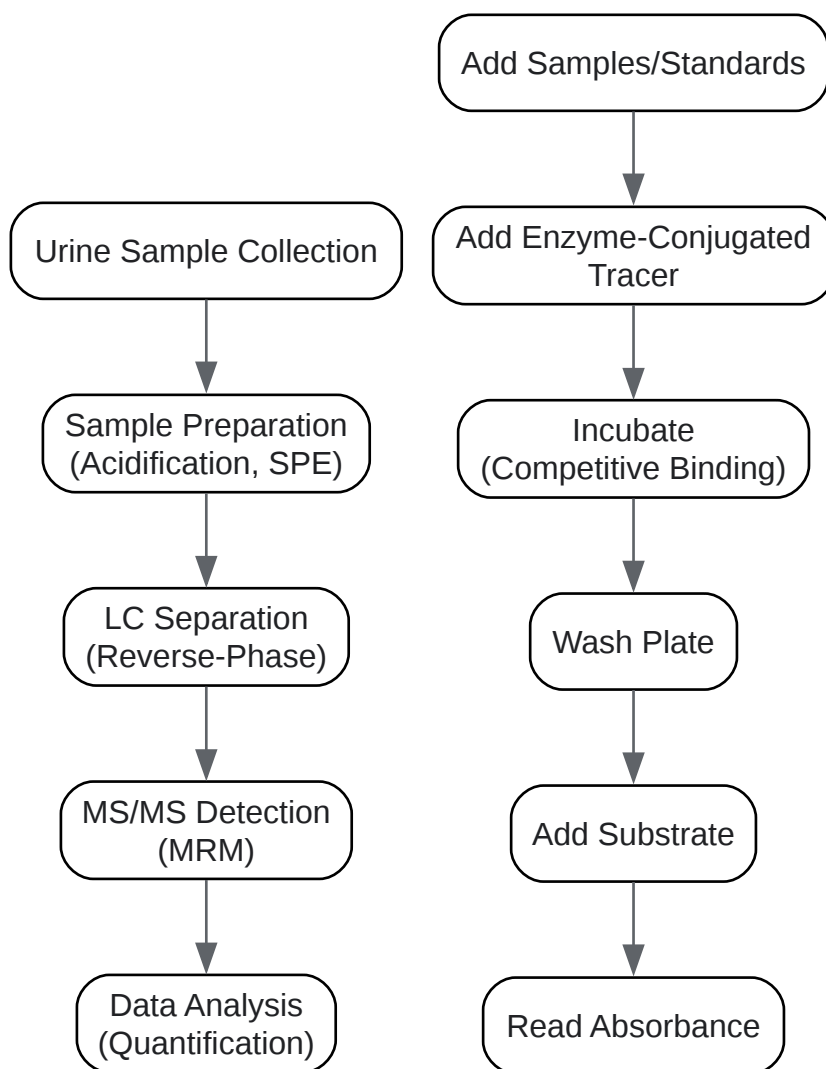 Urine Sample Collection
Sample Preparation
(Acidification, SPE)
LC Separation
(Reverse-Phase)
MS/MS Detection
(MRM)
Data Analysis
(Quantification)
Add Samples/Standards
Add Enzyme-Conjugated
Tracer
Incubate
(Competitive Binding)
Wash Plate
Add Substrate
Read Absorbance